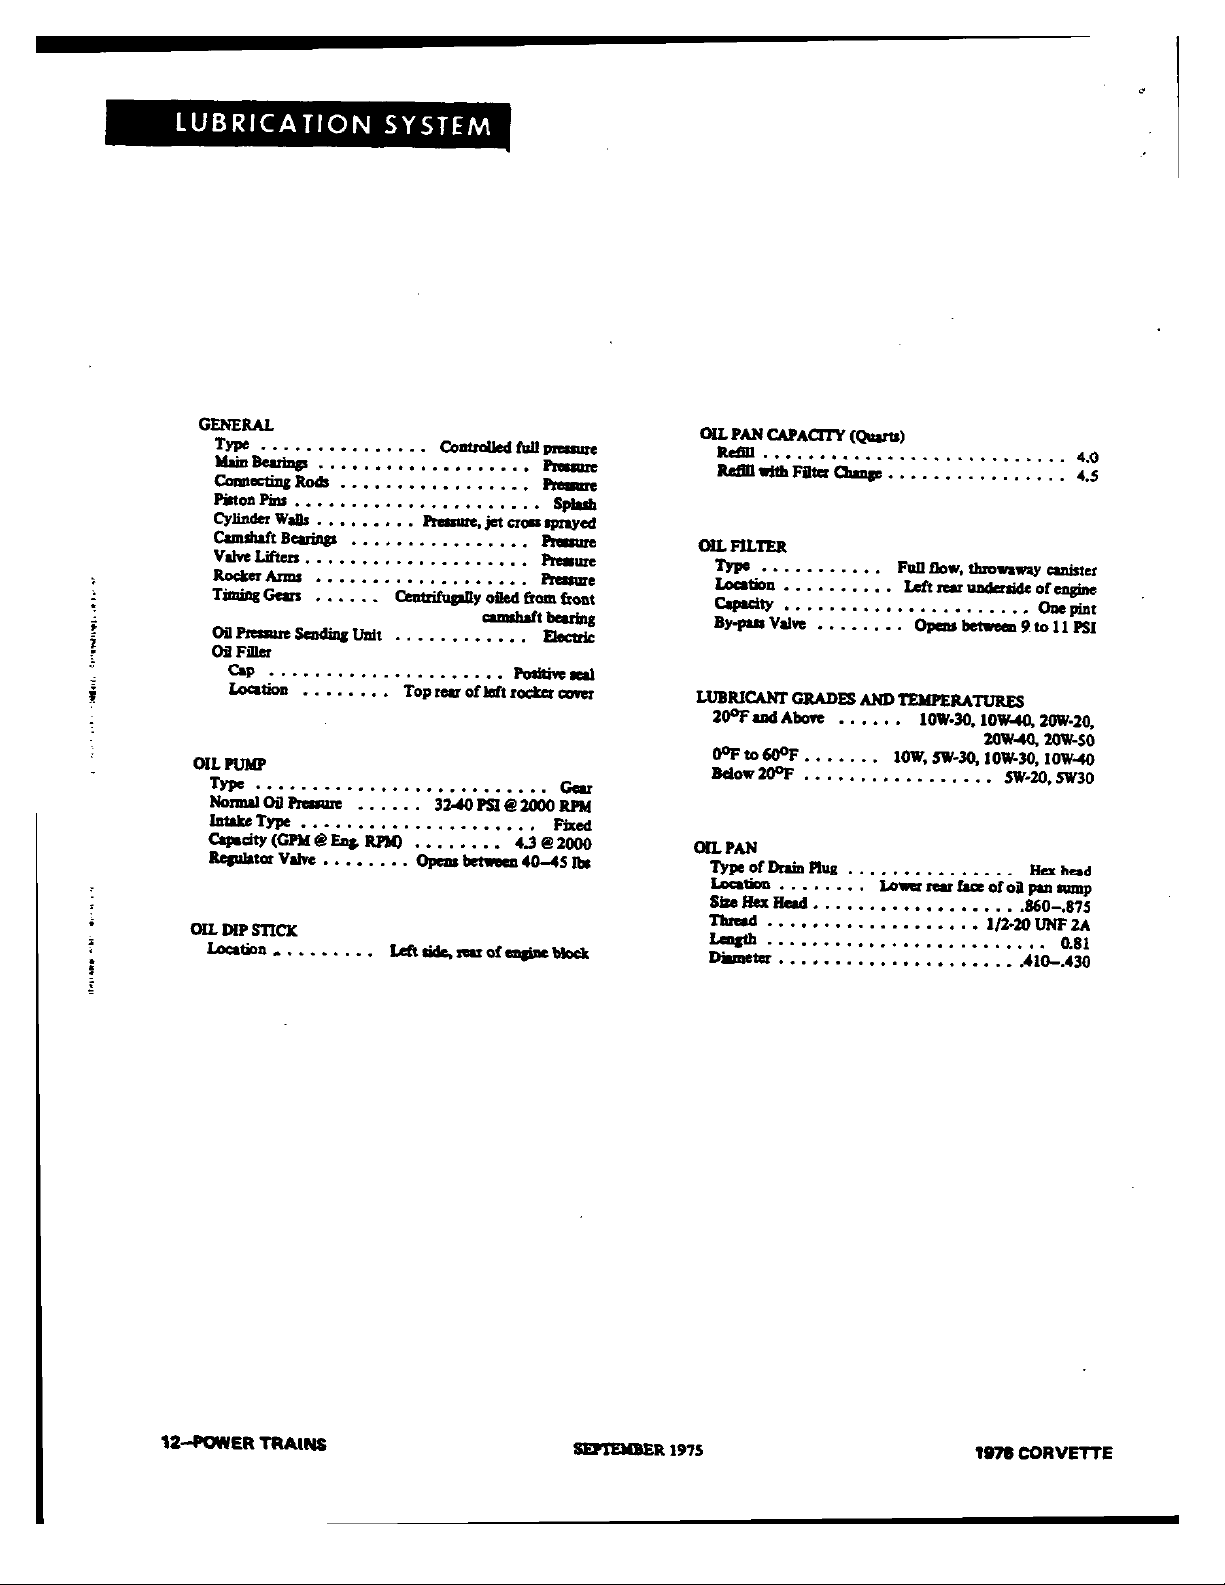 LUBRICATION SYSTEM
GENERAL
Type . . . . . . . . . . . . . . . Controlled full pressure
Main Bearings . . . . . . . . . . . . . . . . . . . Pressure
Connecting Rods . . . . . . . . . . . . . . . . . Pressure
Piston Pins . . . . . . . . . . . . . . . . . . . . . . Splash
Cylinder Walls . . . . . . . . . Pressure, jet cross sprayed
Camshaft Bearings . . . . . . . . . . . . . . . . Pressure
Valve Lifters . . . . . . . . . . . . . . . . . . . . Pressure
Rocker Arms . . . . . . . . . . . . . . . . . . . Pressure
Timing Gears . . . . . . Centrifugally oiled from front
camshaft bearing
Oil Pressure Sending Unit . . . . . . . . . . . . Electric
Oil Filler
Cap . . . . . . . . . . . . . . . . . . . . . Positive seal
Location . . . . . . . . Top rear of left rocker cover
OIL PUMP
Type . . . . . . . . . . . . . . . . . . . . . . . . . . Gear
Normal Oil Pressure . . . . . . 32-40 PSI @ 2000 RPM
Intake Type . . . . . . . . . . . . . . . . . . . . . Fixed
Capacity (GPM @ Eng. RPM) . . . . . . . . 4.3 @ 2000
Regulator Valve . . . . . . . . Opens between 40–45 lbs
OIL DIP STICK
Location . . . . . . . . . Left side, rear of engine block
OIL PAN CAPACITY (Quarts)
Refill . . . . . . . . . . . . . . . . . . . . . . . . . . . 4.0
Refill with Filter Change . . . . . . . . . . . . . . . . 4.5
OIL FILTER
Type . . . . . . . . . . . Full flow, throwaway canister
Location . . . . . . . . . . Left rear underside of engine
Capacity . . . . . . . . . . . . . . . . . . . . . . One pint
By-pass Valve . . . . . . . . Opens between 9 to 11 PSI
LUBRICANT GRADES AND TEMPERATURES
20°F and Above . . . . . . 10W-30, 10W-40, 20W-20,
20W-40, 20W-50
0°F to 60°F . . . . . . . 10W, 5W-30, 10W-30, 10W-40
Below 20°F . . . . . . . . . . . . . . . . . 5W-20, 5W30
OIL PAN
Type of Drain Plug . . . . . . . . . . . . . . . Hex head
Location . . . . . . . . Lower rear face of oil pan sump
Size Hex Head . . . . . . . . . . . . . . . . . . . .860–.875
Thread . . . . . . . . . . . . . . . . . . . 1/2-20 UNF 2A
Length . . . . . . . . . . . . . . . . . . . . . . . . . 0.81
Diameter . . . . . . . . . . . . . . . . . . . . . . .410–.430
12–POWER TRAINS
SEPTEMBER 1975
1976 CORVETTE